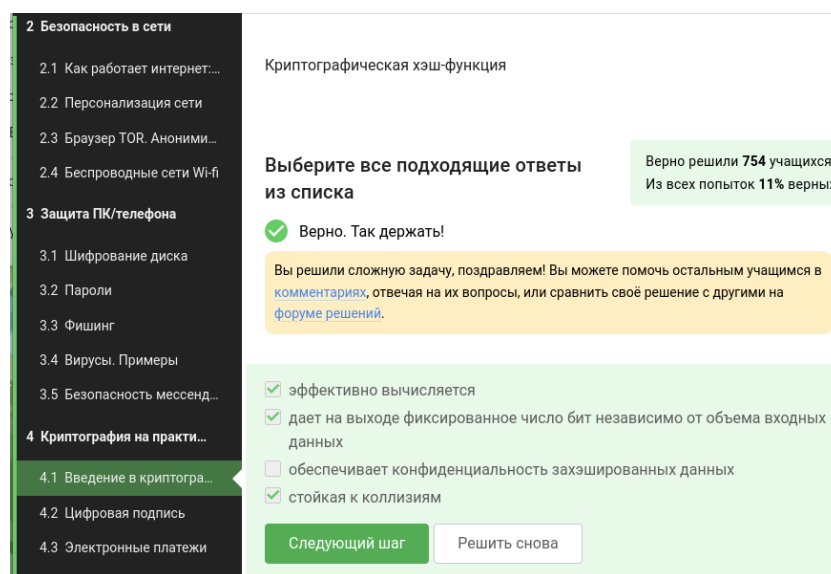 2 Безопасность в сети
2.1 Как работает интернет:...
2.2 Персонализация сети
2.3 Браузер TOR. Аноними...
2.4 Беспроводные сети Wi-fi
3 Защита ПК/телефона
3.1 Шифрование диска
3.2 Пароли
3.3 Фишинг
3.4 Вирусы. Примеры
3.5 Безопасность мессенд...
4 Криптография на практи...
4.1 Введение в криптогра...
4.2 Цифровая подпись
4.3 Электронные платежи
Криптографическая хэш-функция
Выберите все подходящие ответы
из списка
Верно решили 754 учащихся
Из всех попыток 11% верных
Верно. Так держать!
Вы решили сложную задачу, поздравляем! Вы можете помочь остальным учащимся в
комментариях, отвечая на их вопросы, или сравнить своё решение с другими на
форуме решений.
эффективно вычисляется
дает на выходе фиксированное число бит независимо от объема входных
данных
обеспечивает конфиденциальность захэшированных данных
стойкая к коллизиям
Следующий шаг
Решить снова